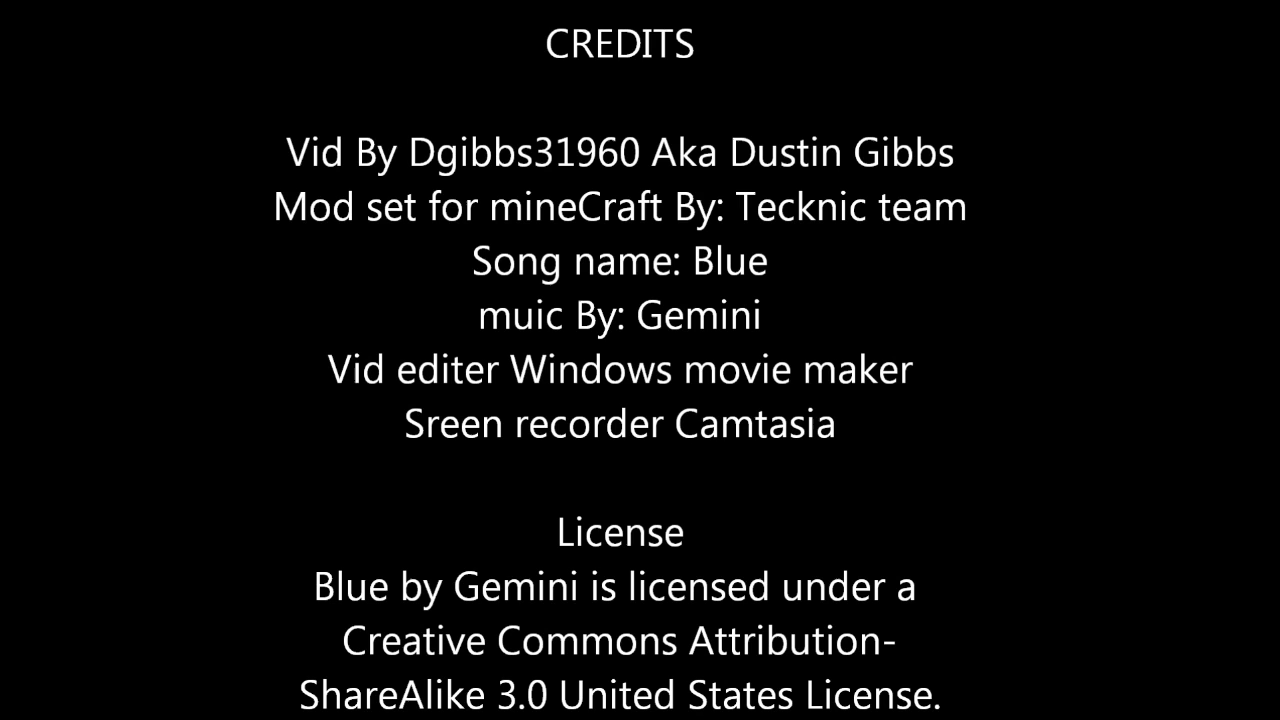 CREDITS
Vid By Dgibbs31960 Aka Dustin Gibbs
Mod set for mineCraft By: Tecknic team
Song name: Blue
muic By: Gemini
Vid editer Windows movie maker
Sreen recorder Camtasia
License
Blue by Gemini is licensed under a
Creative Commons Attribution-
ShareAlike 3.0 United States License.